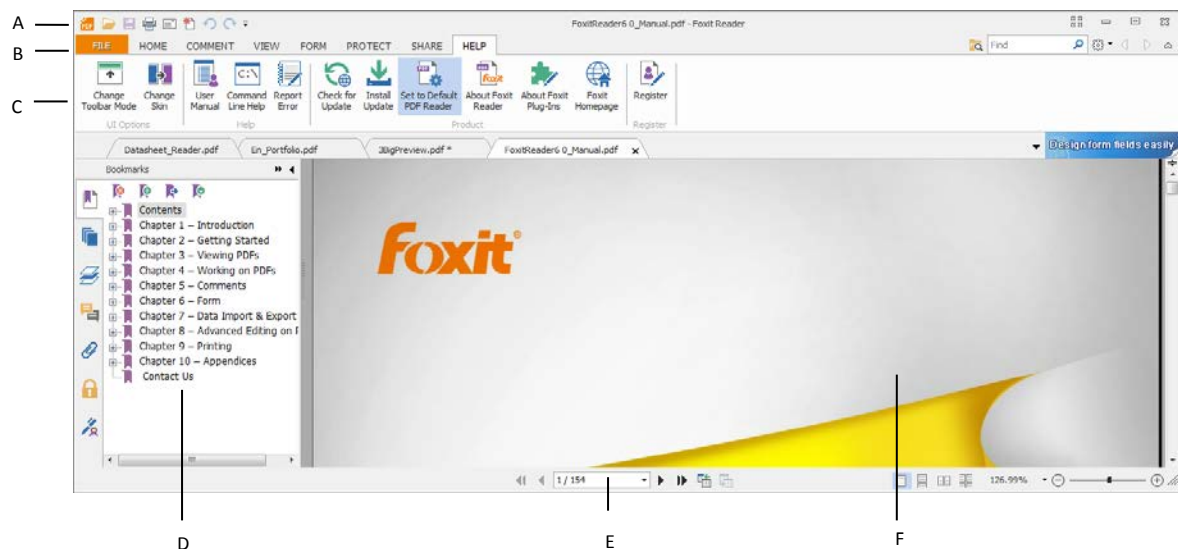 A
FoxitReader6 0_Manual.pdf - Foxit Reader
B
FILE HOME COMMENT VIEW FORM PROTECT SHARE HELP Find
C
Change Toolbar Mode
Change Skin
User Manual
Command Line Help
Report Error
Check for Update
Install Update
Set to Default PDF Reader
About Foxit Reader
About Foxit Plug-Ins
Foxit Homepage
Register
UI Options Help Product Register
Datasheet_Reader.pdf En_Portfolio.pdf JBigPreview.pdf * FoxitReader6 0_Manual.pdf x Design form fields easily
Bookmarks
Contents
Chapter 1 – Introduction
Chapter 2 – Getting Started
Chapter 3 – Viewing PDFs
Chapter 4 – Working on PDFs
Chapter 5 – Comments
Chapter 6 – Form
Chapter 7 – Data Import & Export
Chapter 8 – Advanced Editing on
Chapter 9 – Printing
Chapter 10 – Appendices
Contact Us
foxit®
1 / 154 126.99%
D
E
F